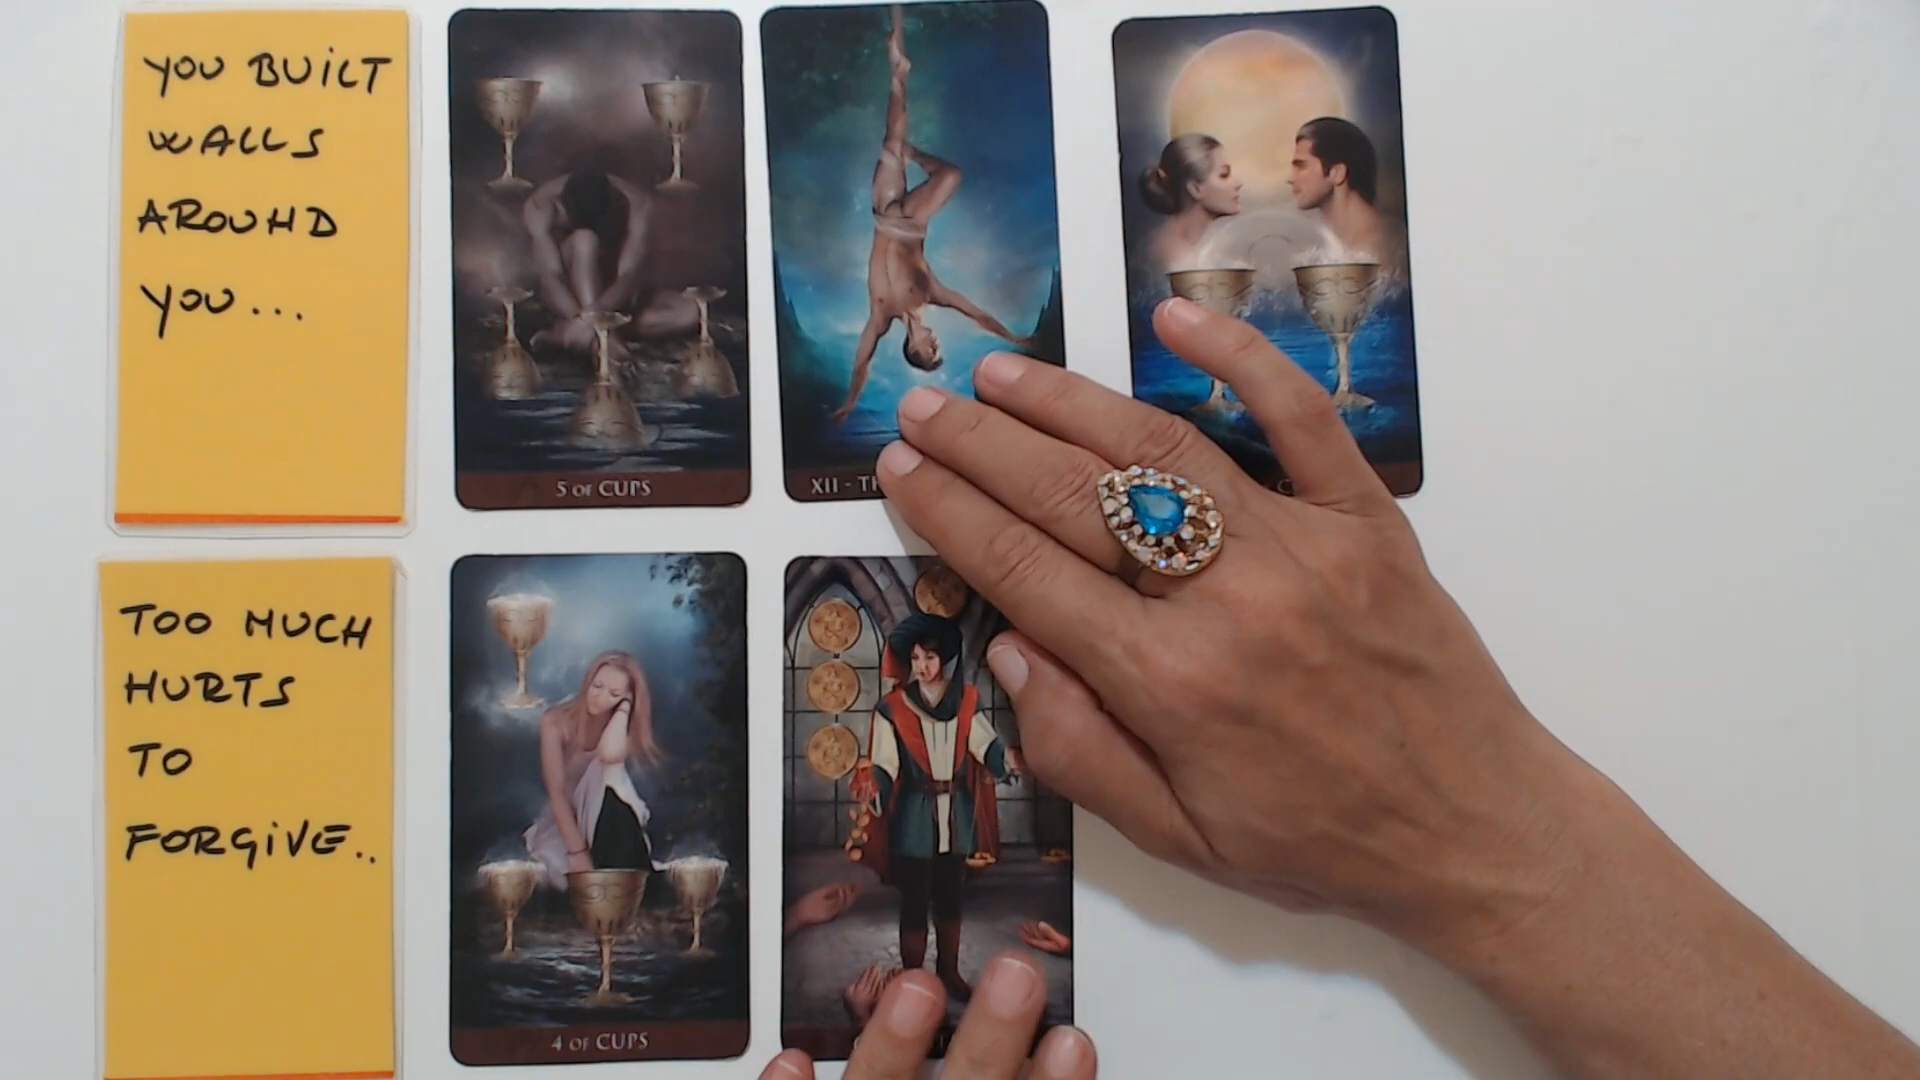 YOU BUILT
WALLS
AROUND
YOU...
5 OF CUPS
XII - TH
TOO MUCH
HURTS
TO
FORGIVE..
4 OF CUPS